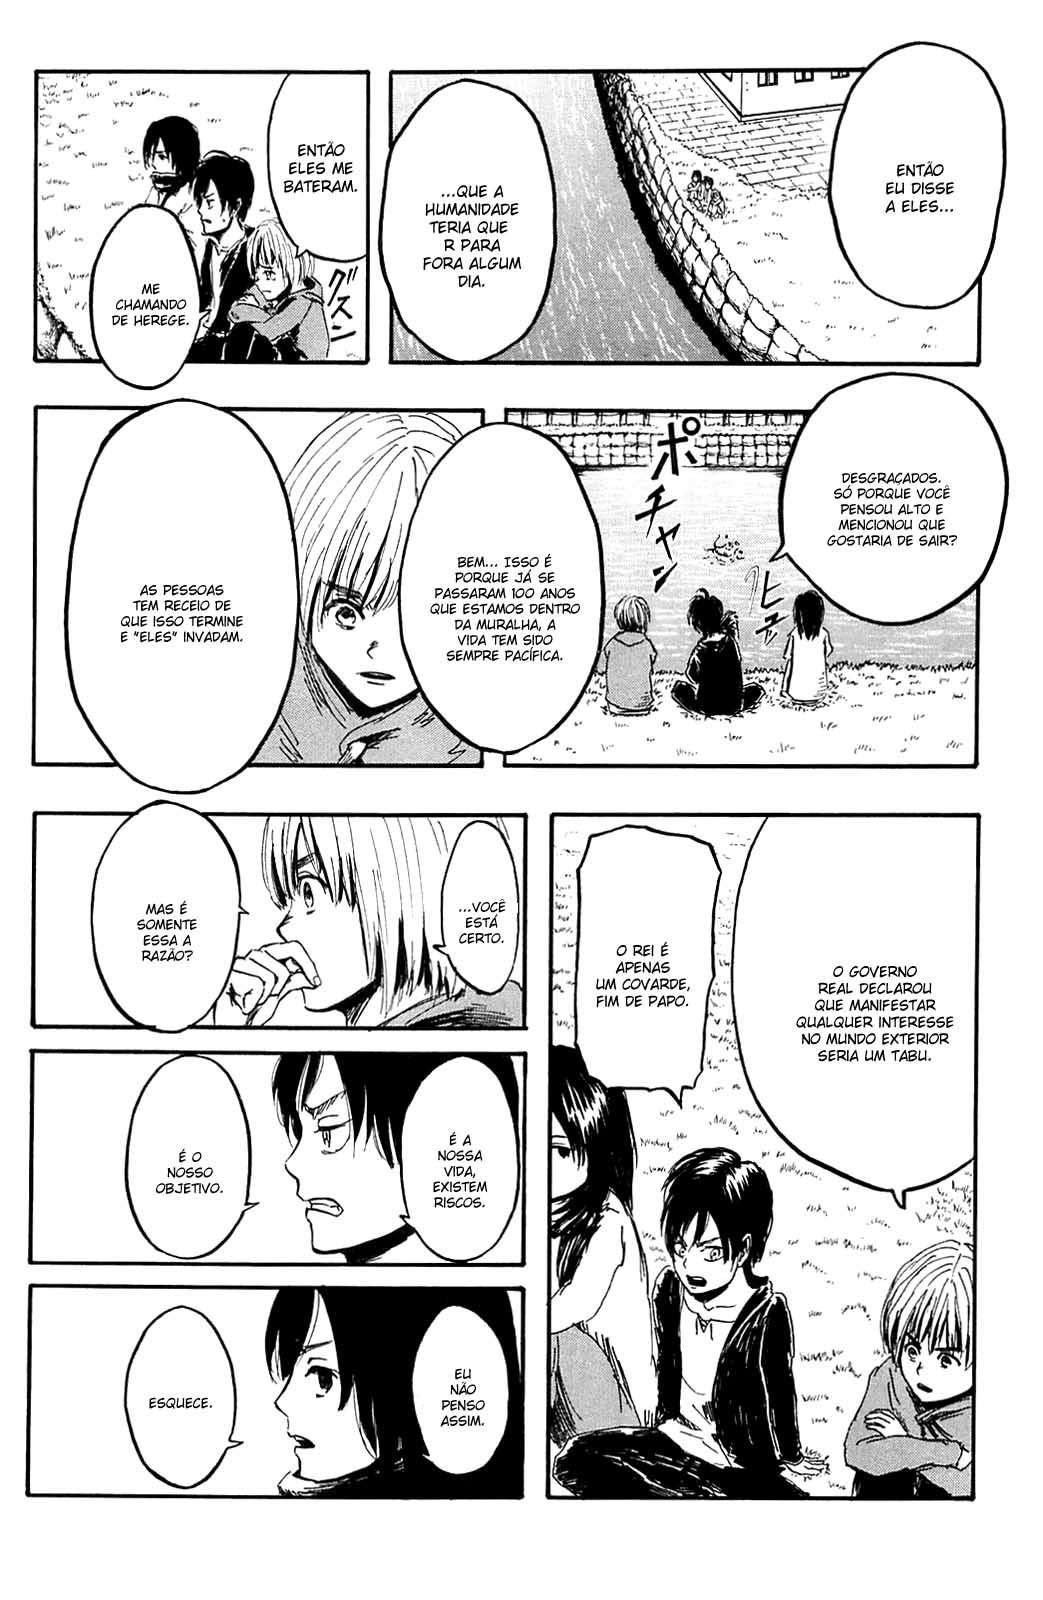 ENTÃO
EU DISSE
A ELES...
...QUE A
HUMANIDADE
TERIA QUE
R PARA
FORA ALGUM
DIA.
ENTÃO
ELES ME
BATERAM.
ME
CHAMANDO
DE HEREGE.
グスン
DESGRAÇADOS.
SÓ PORQUE VOCÊ
PENSOU ALTO E
MENCIONOU QUE
GOSTARIA DE SAIR?
ポチャン
ヒュッ
BEM... ISSO É
PORQUE JÁ SE
PASSARAM 100 ANOS
QUE ESTAMOS DENTRO
DA MURALHA, A
VIDA TEM SIDO
SEMPRE PACÍFICA.
AS PESSOAS
TEM RECEIO DE
QUE ISSO TERMINE
E "ELES" INVADAM.
O GOVERNO
REAL DECLAROU
QUE MANIFESTAR
QUALQUER INTERESSE
NO MUNDO EXTERIOR
SERIA UM TABU.
O REI É
APENAS
UM COVARDE,
FIM DE PAPO.
...VOCÊ
ESTÁ
CERTO.
MAS É
SOMENTE
ESSA A
RAZÃO?
É A
NOSSA
VIDA,
EXISTEM
RISCOS.
É O
NOSSO
OBJETIVO.
EU
NÃO
PENSO
ASSIM.
ESQUECE.